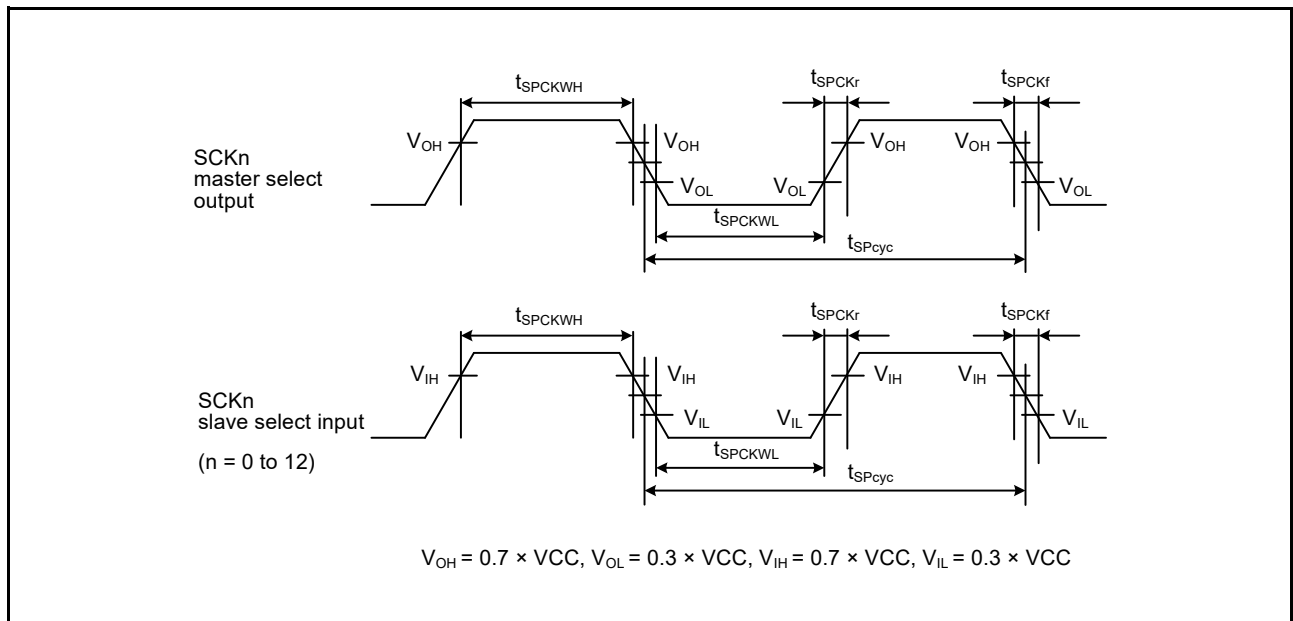 tSPCKWH
tSPCKr
tSPCKf
VOH
VOH
VOH
VOH
SCKn
master select
output
VOL
VOL
VOL
tSPCKWL
tSPcyc
tSPCKWH
tSPCKr
tSPCKf
VIH
VIH
VIH
VIH
SCKn
slave select input
VIL
VIL
VIL
(n = 0 to 12)
tSPCKWL
tSPcyc
VOH = 0.7 × VCC, VOL = 0.3 × VCC, VIH = 0.7 × VCC, VIL = 0.3 × VCC